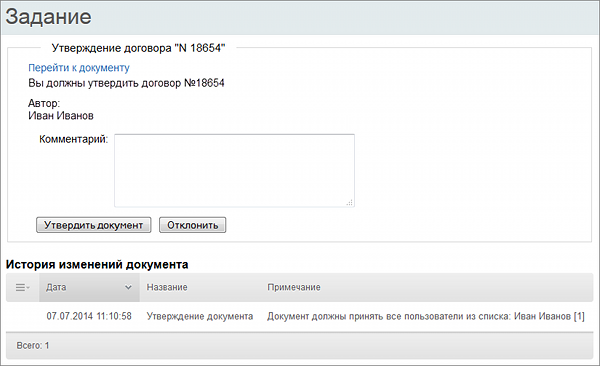 Задание
Утверждение договора "N 18654"
Перейти к документу
Вы должны утвердить договор №18654
Автор:
Иван Иванов
Комментарий:
Утвердить документ Отклонить
История изменений документа
Дата Название Примечание
07.07.2014 11:10:58 Утверждение документа Документ должны принять все пользователи из списка: Иван Иванов [1]
Всего: 1